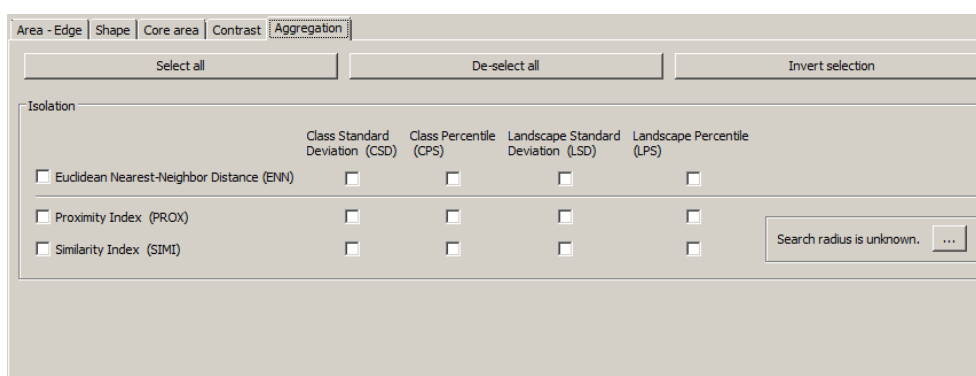 Area - Edge Shape Core area Contrast Aggregation
Select all De-select all Invert selection
Isolation
Class Standard Class Percentile Landscape Standard Landscape Percentile
Deviation (CSD) (CPS) Deviation (LSD) (LPS)
Euclidean Nearest-Neighbor Distance (ENN)
Proximity Index (PROX)
Search radius is unknown. ...
Similarity Index (SIMI)